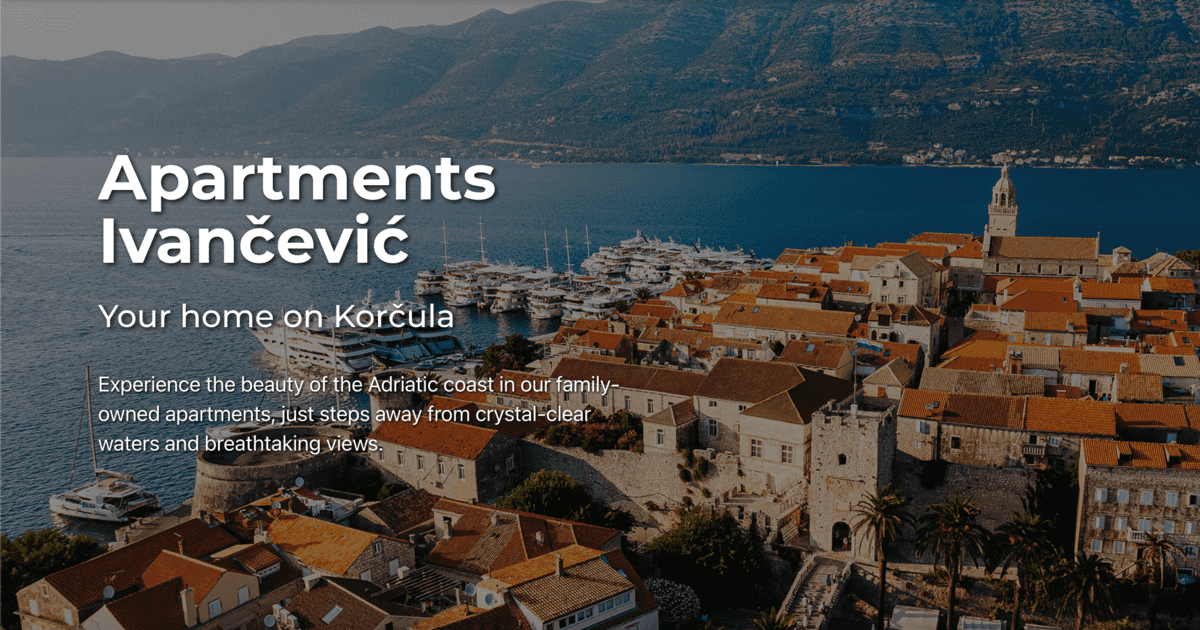 Apartments
Ivančević
Your home on Korčula
Experience the beauty of the Adriatic coast in our family-
owned apartments, just steps away from crystal-clear
waters and breathtaking views.